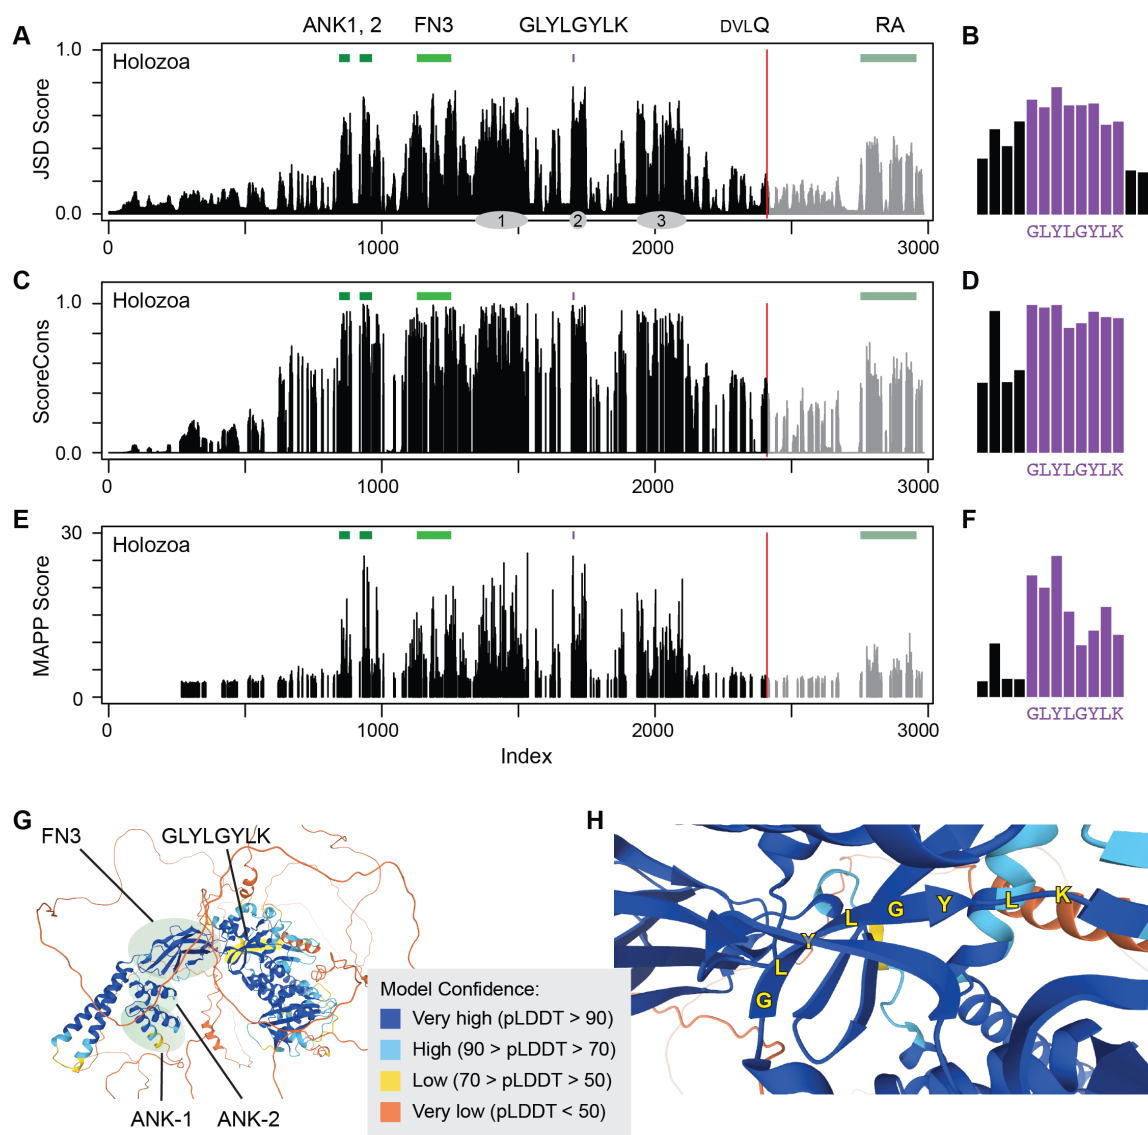 ANK1, 2 FN3 GLYLGYLK DVLQ RA
A
B
1.0
Holozoa
JSD Score
0.0
1 2 3
0 1000 2000 3000
GLYLGYLK
C
D
1.0
Holozoa
ScoreCons
0.0
0 1000 2000 3000
GLYLGYLK
E
F
30
Holozoa
MAPP Score
0
0 1000 2000 3000
Index
GLYLGYLK
G
FN3 GLYLGYLK
ANK-1 ANK-2
Model Confidence:
Very high (pLDDT > 90)
High (90 > pLDDT > 70)
Low (70 > pLDDT > 50)
Very low (pLDDT < 50)
H
G L Y L G Y L K